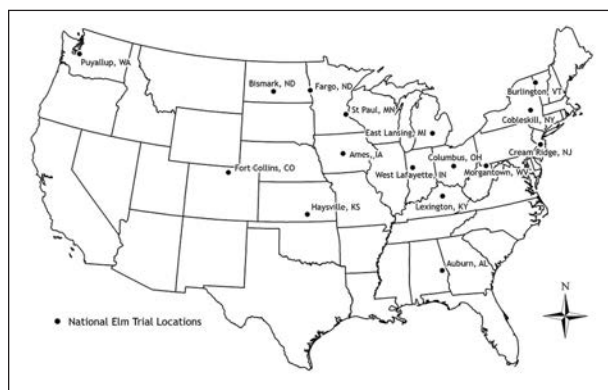 Puyallup, WA
Bismark, ND
Fargo, ND
Burlington, VT
St Paul, MN
Cobleskill, NY
East Lansing, MI
Cream Ridge, NJ
Ames, IA
Columbus, OH
West Lafayette, IN
Morgantown, WV
Fort Collins, CO
Lexington, KY
Haysville, KS
Auburn, AL
N
National Elm Trial Locations